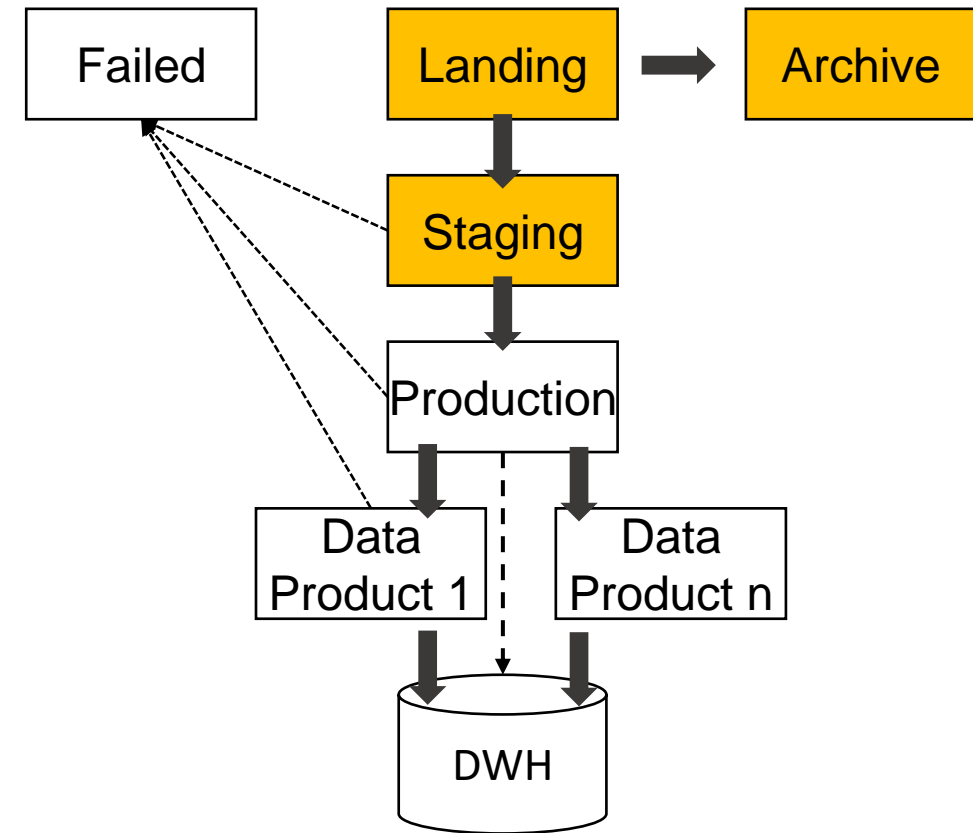 Failed
Landing
Archive
Staging
Production
Data
Product 1
Data
Product n
DWH